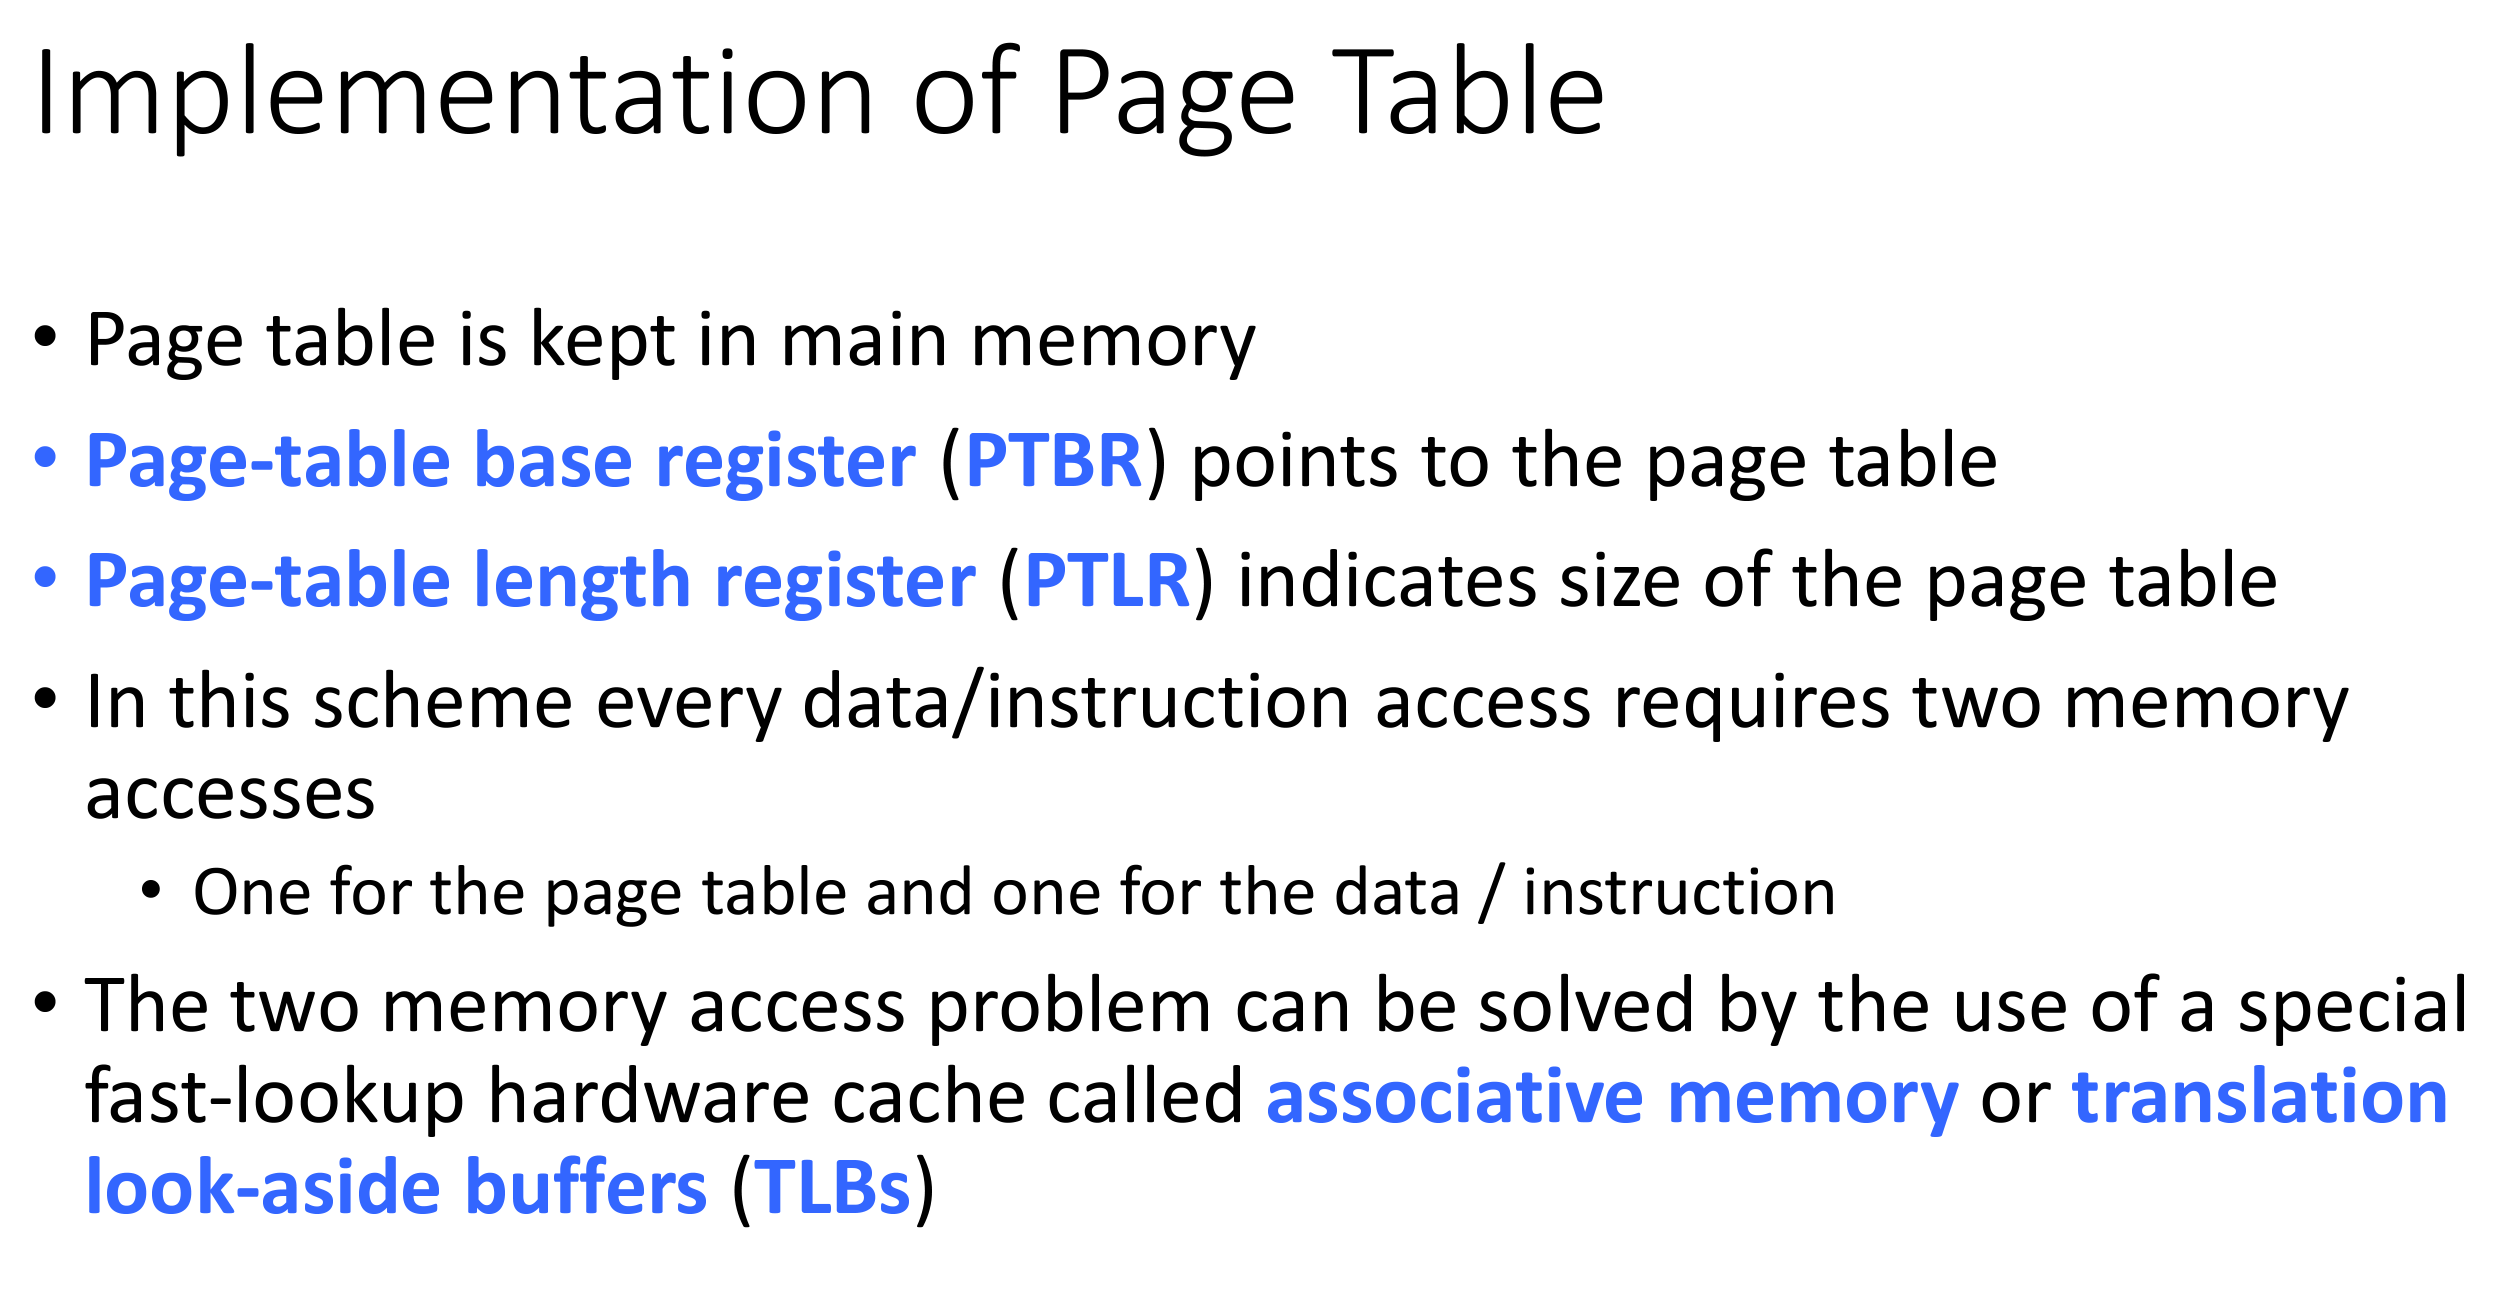 Implementation of Page Table
• Page table is kept in main memory
• Page-table base register (PTBR) points to the page table
• Page-table length register (PTLR) indicates size of the page table
• In this scheme every data/instruction access requires two memory
accesses
• One for the page table and one for the data / instruction
• The two memory access problem can be solved by the use of a special
fast-lookup hardware cache called associative memory or translation
look-aside buffers (TLBs)